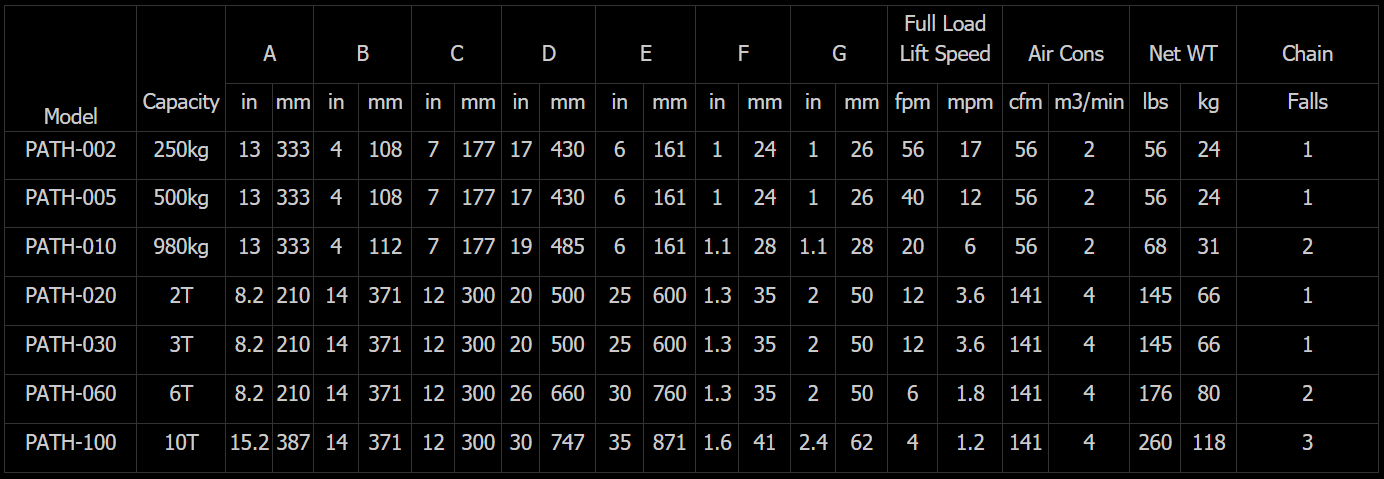 Model Capacity A B C D E F G Full Load Lift Speed Air Cons Net WT Chain
in mm in mm in mm in mm in mm in mm in mm fpm mpm cfm m3/min lbs kg Falls
PATH-002 250kg 13 333 4 108 7 177 17 430 6 161 1 24 1 26 56 17 56 2 56 24 1
PATH-005 500kg 13 333 4 108 7 177 17 430 6 161 1 24 1 26 40 12 56 2 56 24 1
PATH-010 980kg 13 333 4 112 7 177 19 485 6 161 1.1 28 1.1 28 20 6 56 2 68 31 2
PATH-020 2T 8.2 210 14 371 12 300 20 500 25 600 1.3 35 2 50 12 3.6 141 4 145 66 1
PATH-030 3T 8.2 210 14 371 12 300 20 500 25 600 1.3 35 2 50 12 3.6 141 4 145 66 1
PATH-060 6T 8.2 210 14 371 12 300 26 660 30 760 1.3 35 2 50 6 1.8 141 4 176 80 2
PATH-100 10T 15.2 387 14 371 12 300 30 747 35 871 1.6 41 2.4 62 4 1.2 141 4 260 118 3